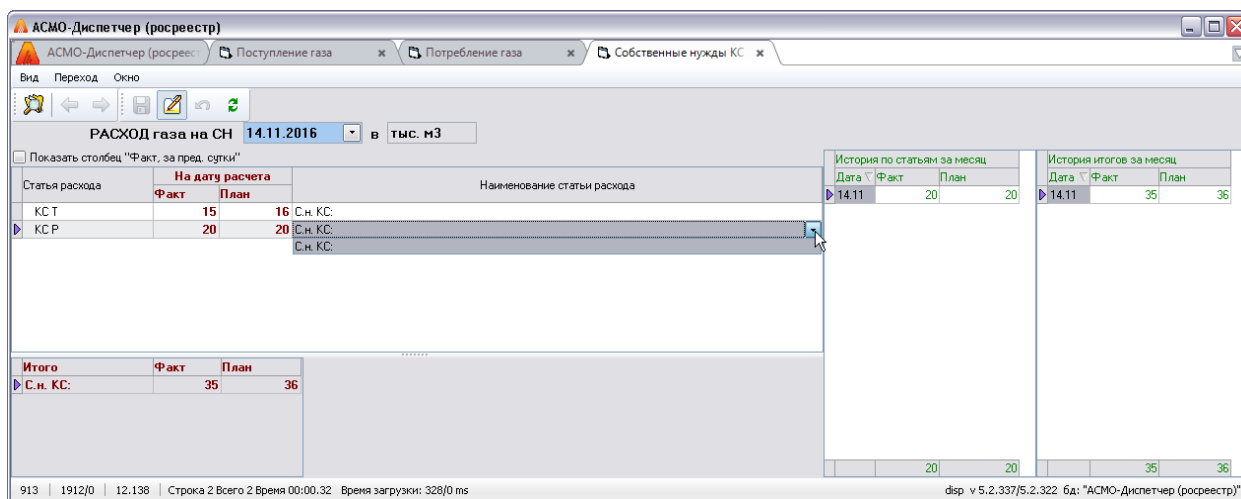 АСМО-Диспетчер (росреестр)
АСМО-Диспетчер (росреест Поступление газа Потребление газа Собственные нужды КС
Вид Переход Окно
РАСХОД газа на СН 14.11.2016 в тыс. м3
Показать столбец "Факт, за пред. сутки"
Статья расхода На дату расчета Наименование статьи расхода
Факт План
КС Т 15 16 С.н. КС:
КС Р 20 20 С.н. КС:
С.н. КС:
История по статьям за месяц
Дата Факт План
14.11 20 20
20 20
История итогов за месяц
Дата Факт План
14.11 35 36
35 36
Итого Факт План
С.н. КС: 35 36
913 1912/0 12.138 Строка 2 Всего 2 Время 00:00.32 Время загрузки: 328/0 ms disp v 5.2.337/5.2.322 бд: "АСМО-Диспетчер (росреестр)"